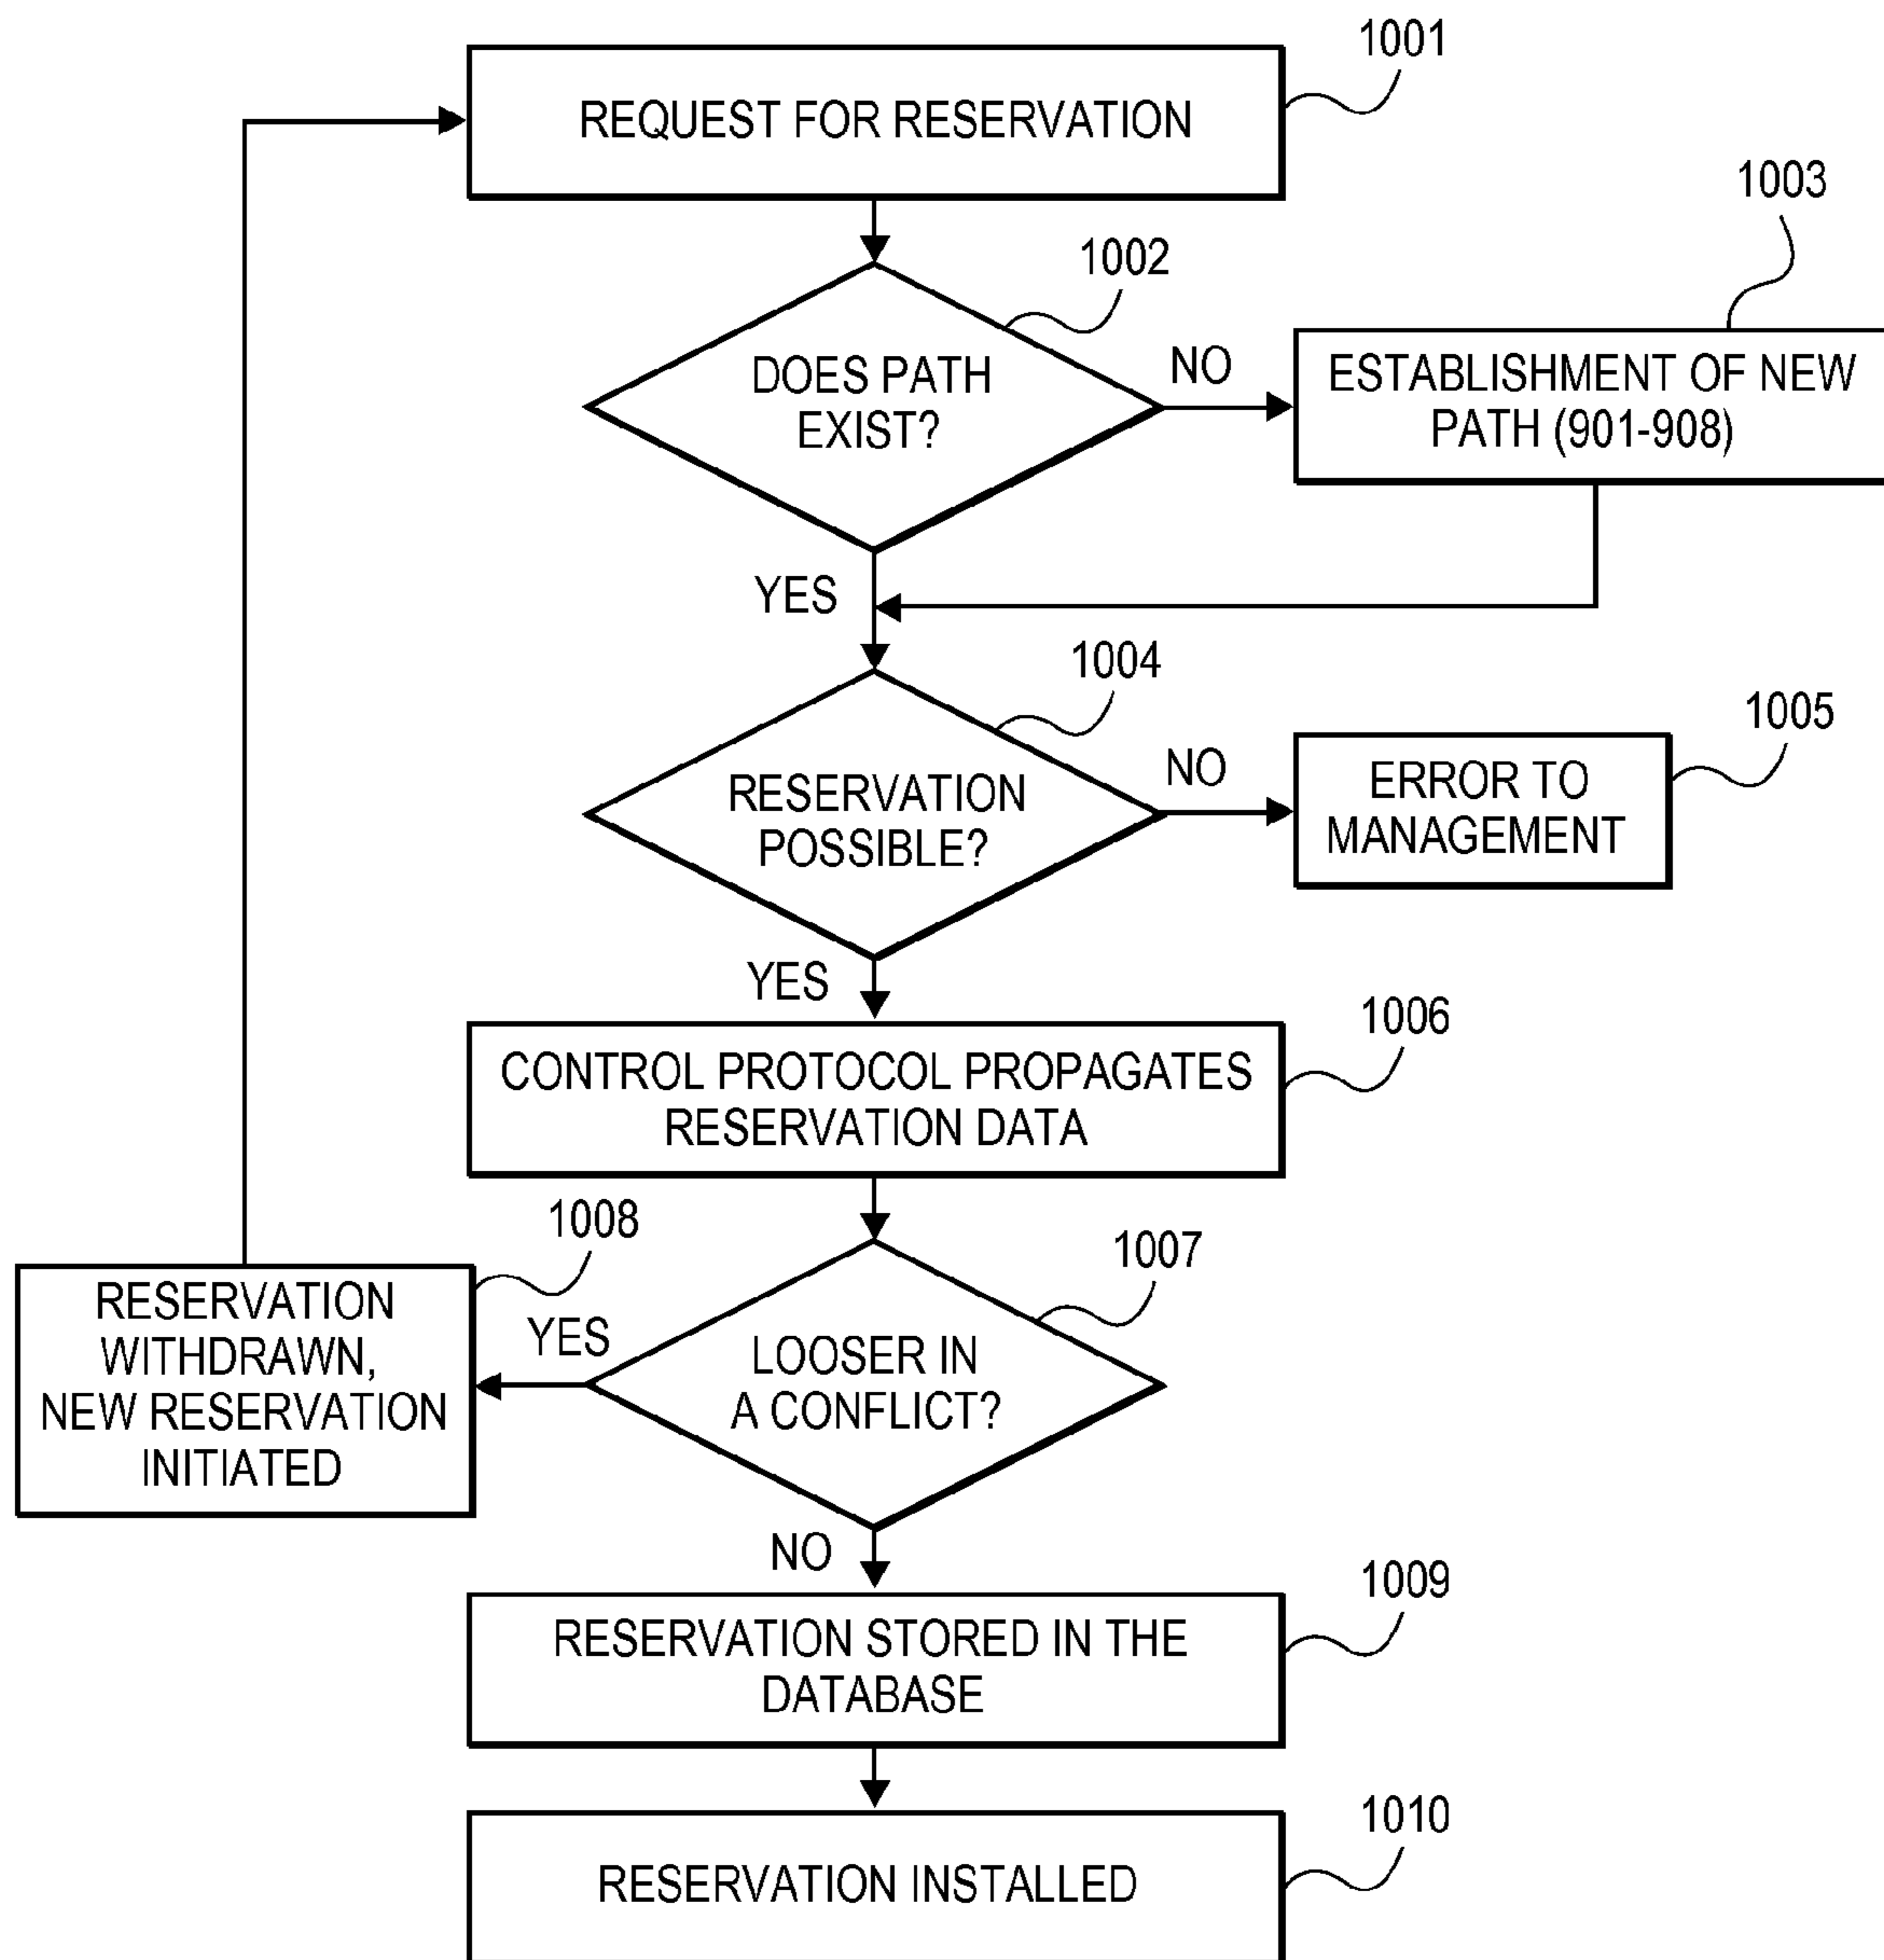 1001
REQUEST FOR RESERVATION
1003
1002
DOES PATH
EXIST?
NO
ESTABLISHMENT OF NEW
PATH (901-908)
YES
1004
1005
RESERVATION
POSSIBLE?
NO
ERROR TO
MANAGEMENT
YES
1006
CONTROL PROTOCOL PROPAGATES
RESERVATION DATA
1008
1007
RESERVATION
WITHDRAWN,
NEW RESERVATION
INITIATED
YES
LOOSER IN
A CONFLICT?
NO
1009
RESERVATION STORED IN THE
DATABASE
1010
RESERVATION INSTALLED